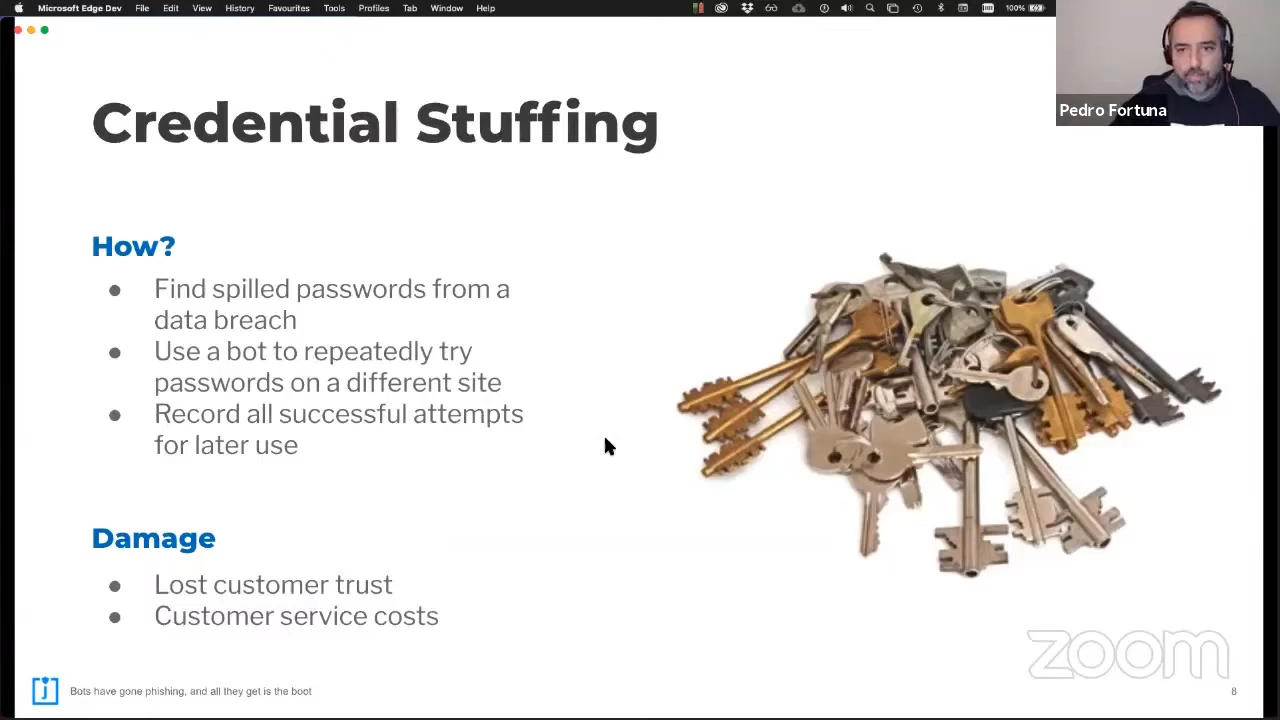 Microsoft Edge Dev File Edit View History Favourites Tools Profiles Tab Window Help 100%
Pedro Fortuna
Credential Stuffing
How?
● Find spilled passwords from a
data breach
● Use a bot to repeatedly try
passwords on a different site
● Record all successful attempts
for later use
Damage
● Lost customer trust
● Customer service costs
zoom
j Bots have gone phishing, and all they get is the boot
8